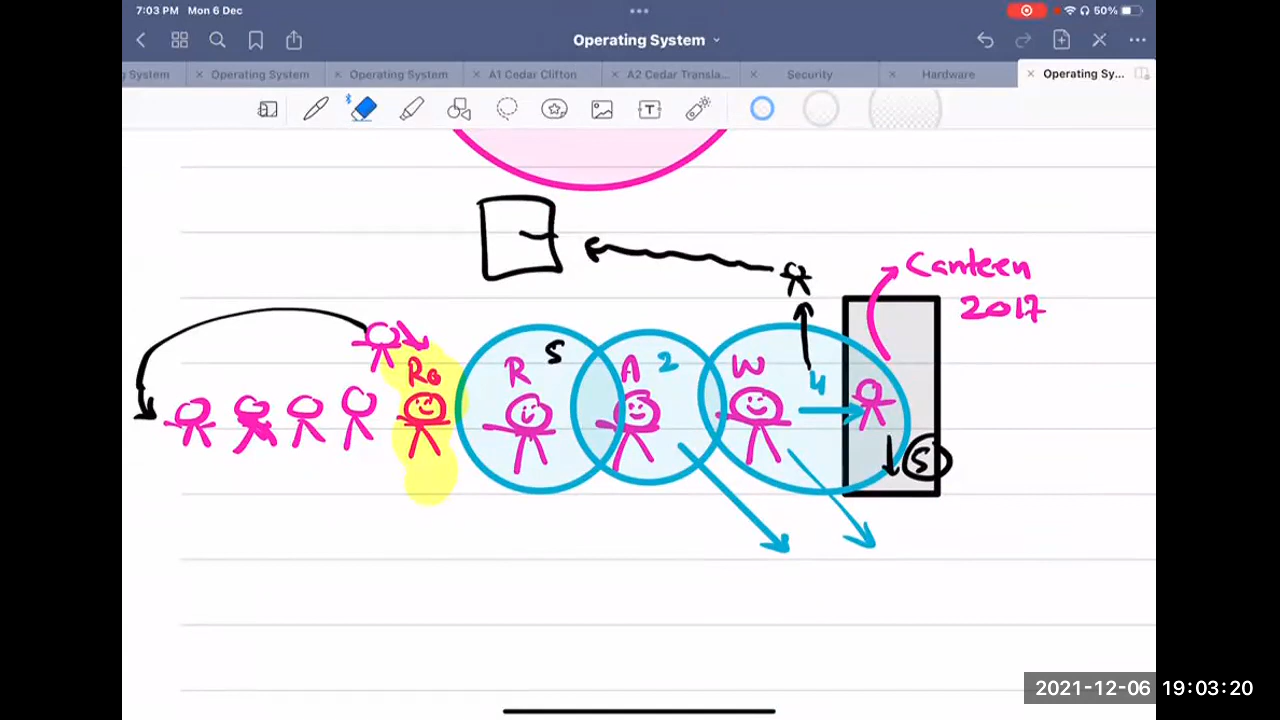 7:03 PM Mon 6 Dec
50%
Operating System
g System
Operating System
Operating System
A1 Cedar Clifton
A2 Cedar Transla...
Security
Hardware
Operating Sy...
T
Canteen
2017
Ro
R S
A 2
W
4
S
2021-12-06 19:03:20